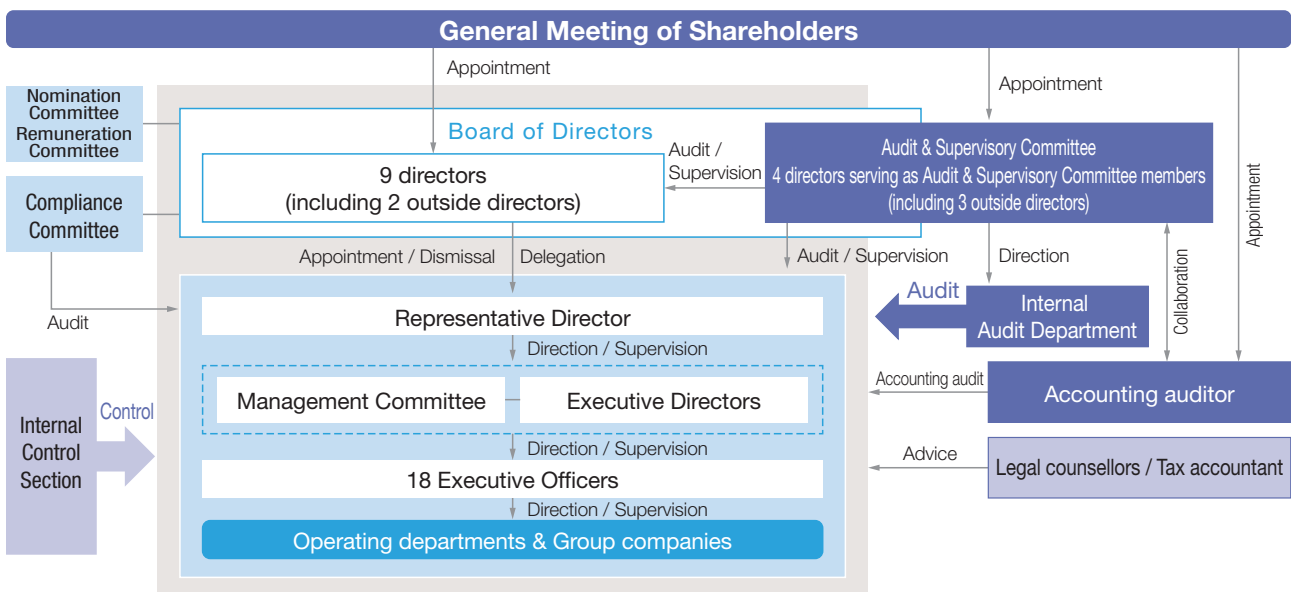 General Meeting of Shareholders
Appointment
Appointment
Appointment
Nomination
Committee
Remuneration
Committee
Board of Directors
9 directors
(including 2 outside directors)
Audit /
Supervision
Audit & Supervisory Committee
4 directors serving as Audit & Supervisory Committee members
(including 3 outside directors)
Compliance
Committee
Appointment / Dismissal
Delegation
Audit / Supervision
Direction
Collaboration
Audit
Audit
Internal
Audit Department
Representative Director
Direction / Supervision
Management Committee
Executive Directors
Accounting audit
Accounting auditor
Internal
Control
Section
Control
Direction / Supervision
18 Executive Officers
Advice
Legal counsellors / Tax accountant
Direction / Supervision
Operating departments & Group companies